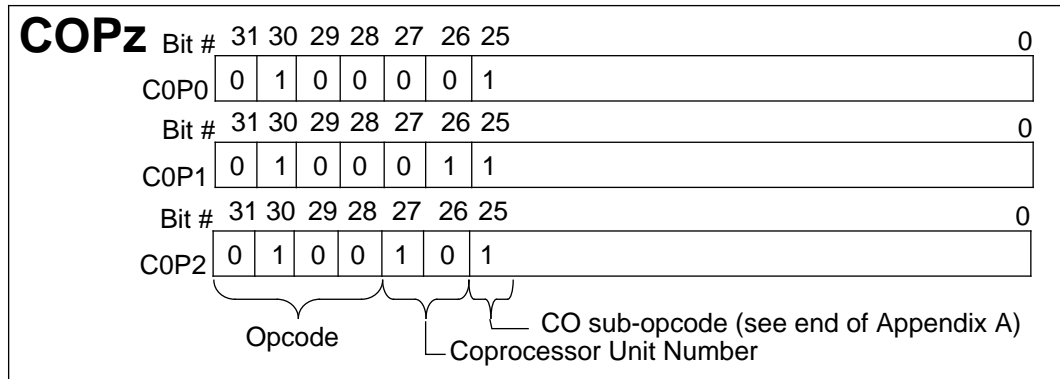 COPz Bit # 31 30 29 28 27 26 25 0
C0P0 0 1 0 0 0 0 1
Bit # 31 30 29 28 27 26 25 0
C0P1 0 1 0 0 0 1 1
Bit # 31 30 29 28 27 26 25 0
C0P2 0 1 0 0 1 0 1
Opcode
CO sub-opcode (see end of Appendix A)
Coprocessor Unit Number